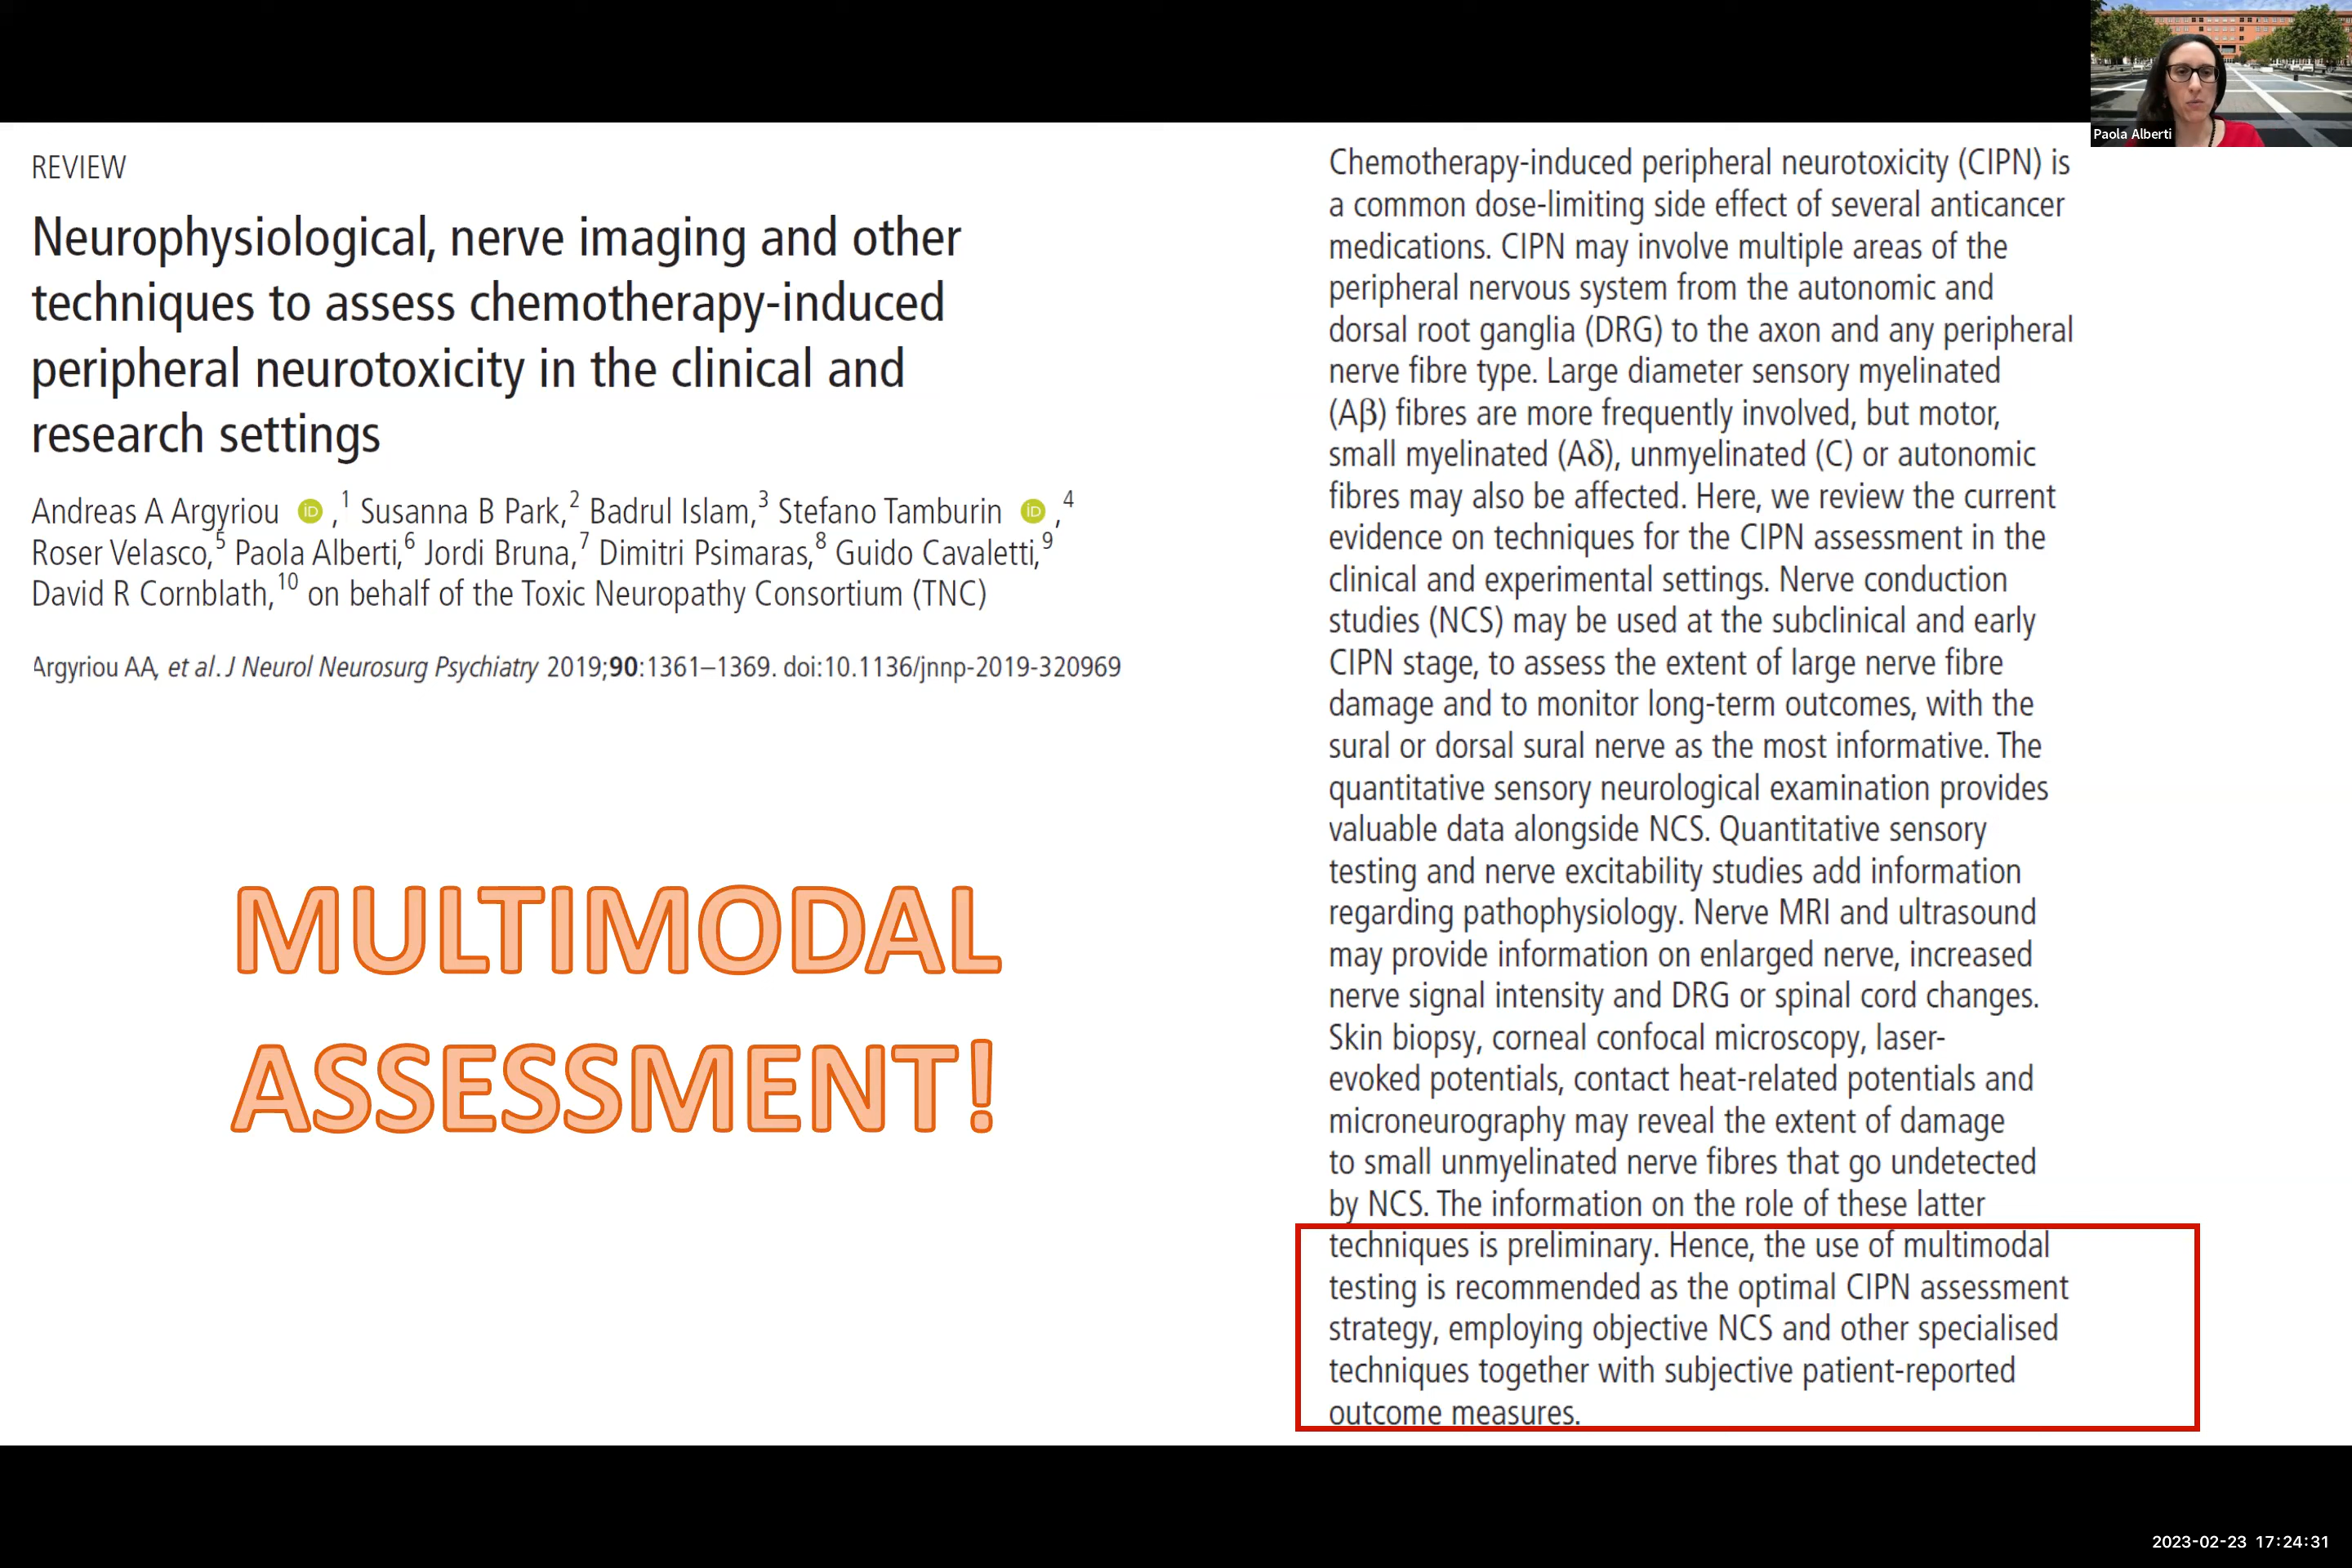 Paola Alberti
REVIEW
Neurophysiological, nerve imaging and other
techniques to assess chemotherapy-induced
peripheral neurotoxicity in the clinical and
research settings
Andreas A Argyriou iD ,1 Susanna B Park,2 Badrul Islam,3 Stefano Tamburin iD ,4
Roser Velasco,5 Paola Alberti,6 Jordi Bruna,7 Dimitri Psimaras,8 Guido Cavaletti,9
David R Cornblath,10 on behalf of the Toxic Neuropathy Consortium (TNC)
Argyriou AA, et al. J Neurol Neurosurg Psychiatry 2019;90:1361–1369. doi:10.1136/jnnp-2019-320969
MULTIMODAL
ASSESSMENT!
Chemotherapy-induced peripheral neurotoxicity (CIPN) is
a common dose-limiting side effect of several anticancer
medications. CIPN may involve multiple areas of the
peripheral nervous system from the autonomic and
dorsal root ganglia (DRG) to the axon and any peripheral
nerve fibre type. Large diameter sensory myelinated
(Aβ) fibres are more frequently involved, but motor,
small myelinated (Aδ), unmyelinated (C) or autonomic
fibres may also be affected. Here, we review the current
evidence on techniques for the CIPN assessment in the
clinical and experimental settings. Nerve conduction
studies (NCS) may be used at the subclinical and early
CIPN stage, to assess the extent of large nerve fibre
damage and to monitor long-term outcomes, with the
sural or dorsal sural nerve as the most informative. The
quantitative sensory neurological examination provides
valuable data alongside NCS. Quantitative sensory
testing and nerve excitability studies add information
regarding pathophysiology. Nerve MRI and ultrasound
may provide information on enlarged nerve, increased
nerve signal intensity and DRG or spinal cord changes.
Skin biopsy, corneal confocal microscopy, laser-
evoked potentials, contact heat-related potentials and
microneurography may reveal the extent of damage
to small unmyelinated nerve fibres that go undetected
by NCS. The information on the role of these latter
techniques is preliminary. Hence, the use of multimodal
testing is recommended as the optimal CIPN assessment
strategy, employing objective NCS and other specialised
techniques together with subjective patient-reported
outcome measures.
2023-02-23 17:24:31